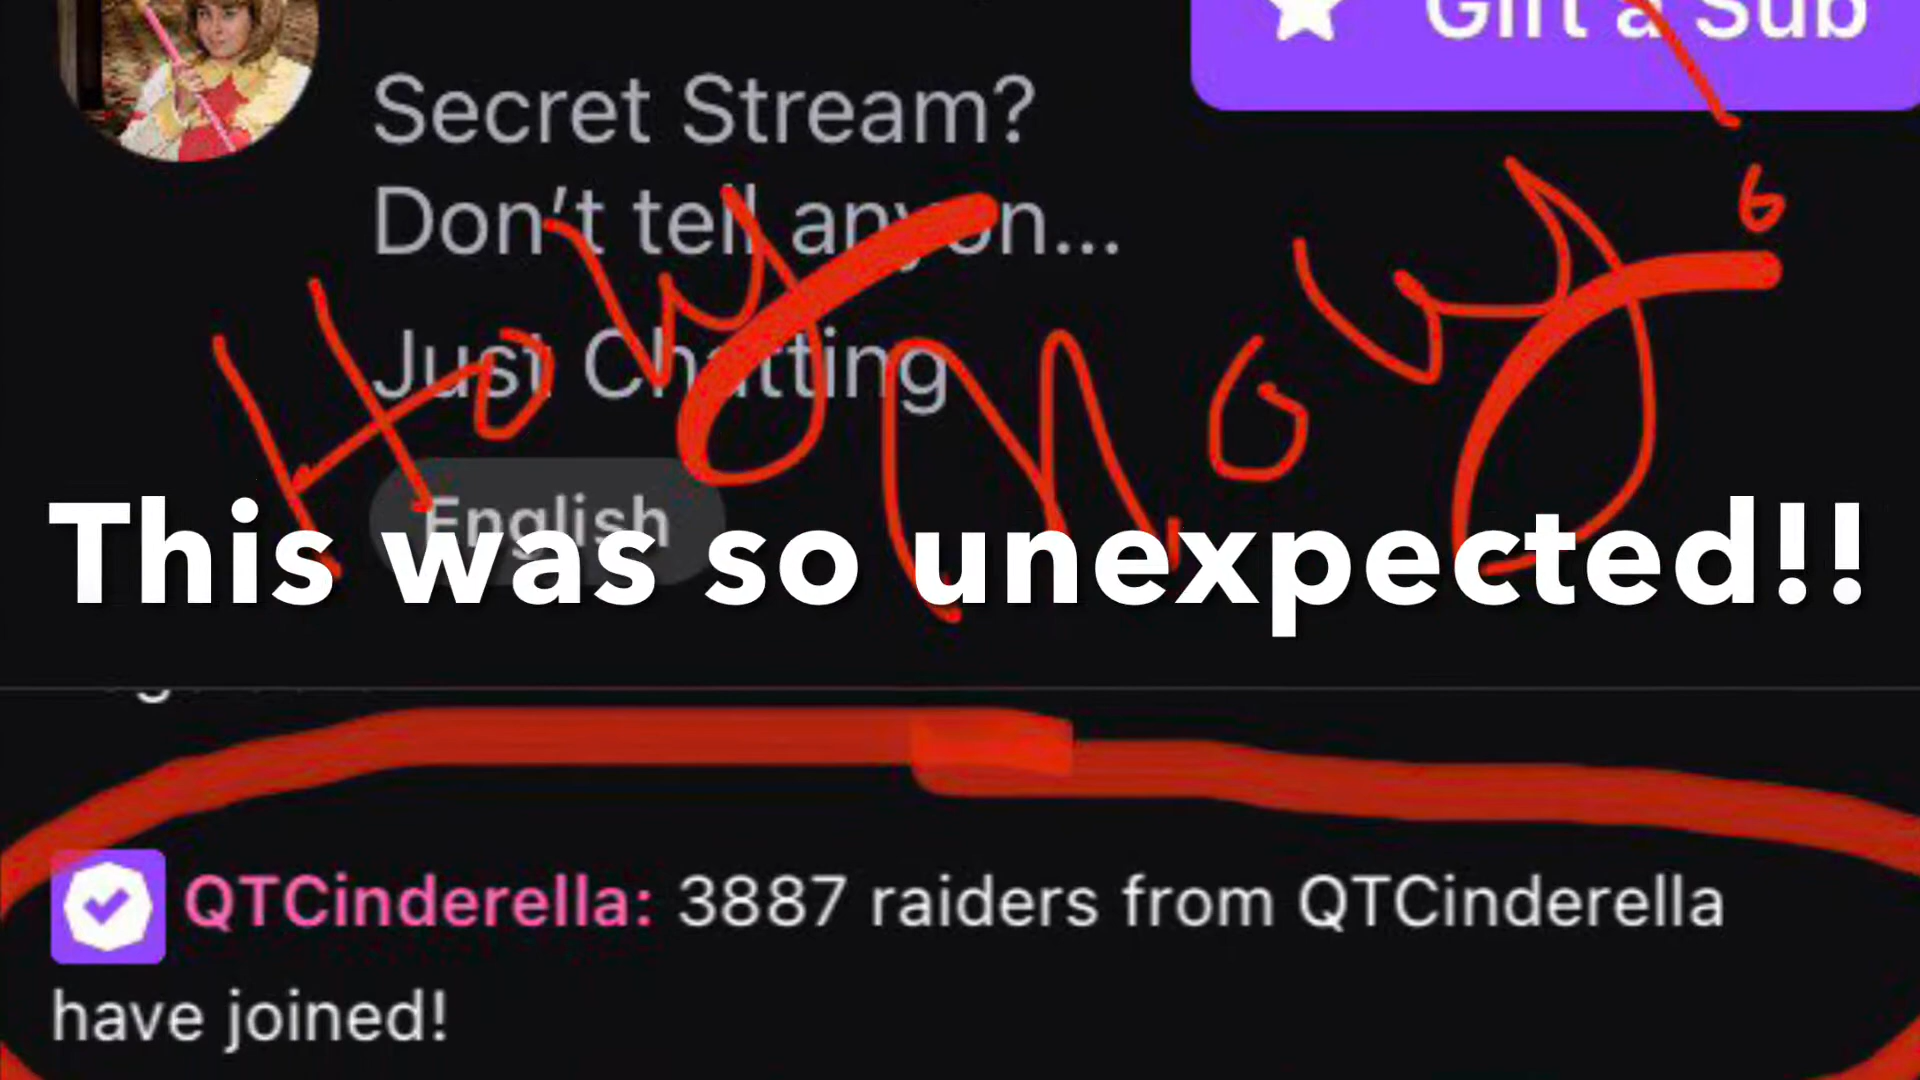 Gift a Sub
Secret Stream?
Don't tell anyon...
Just Chatting
English
This was so unexpected!!
QTCinderella: 3887 raiders from QTCinderella
have joined!